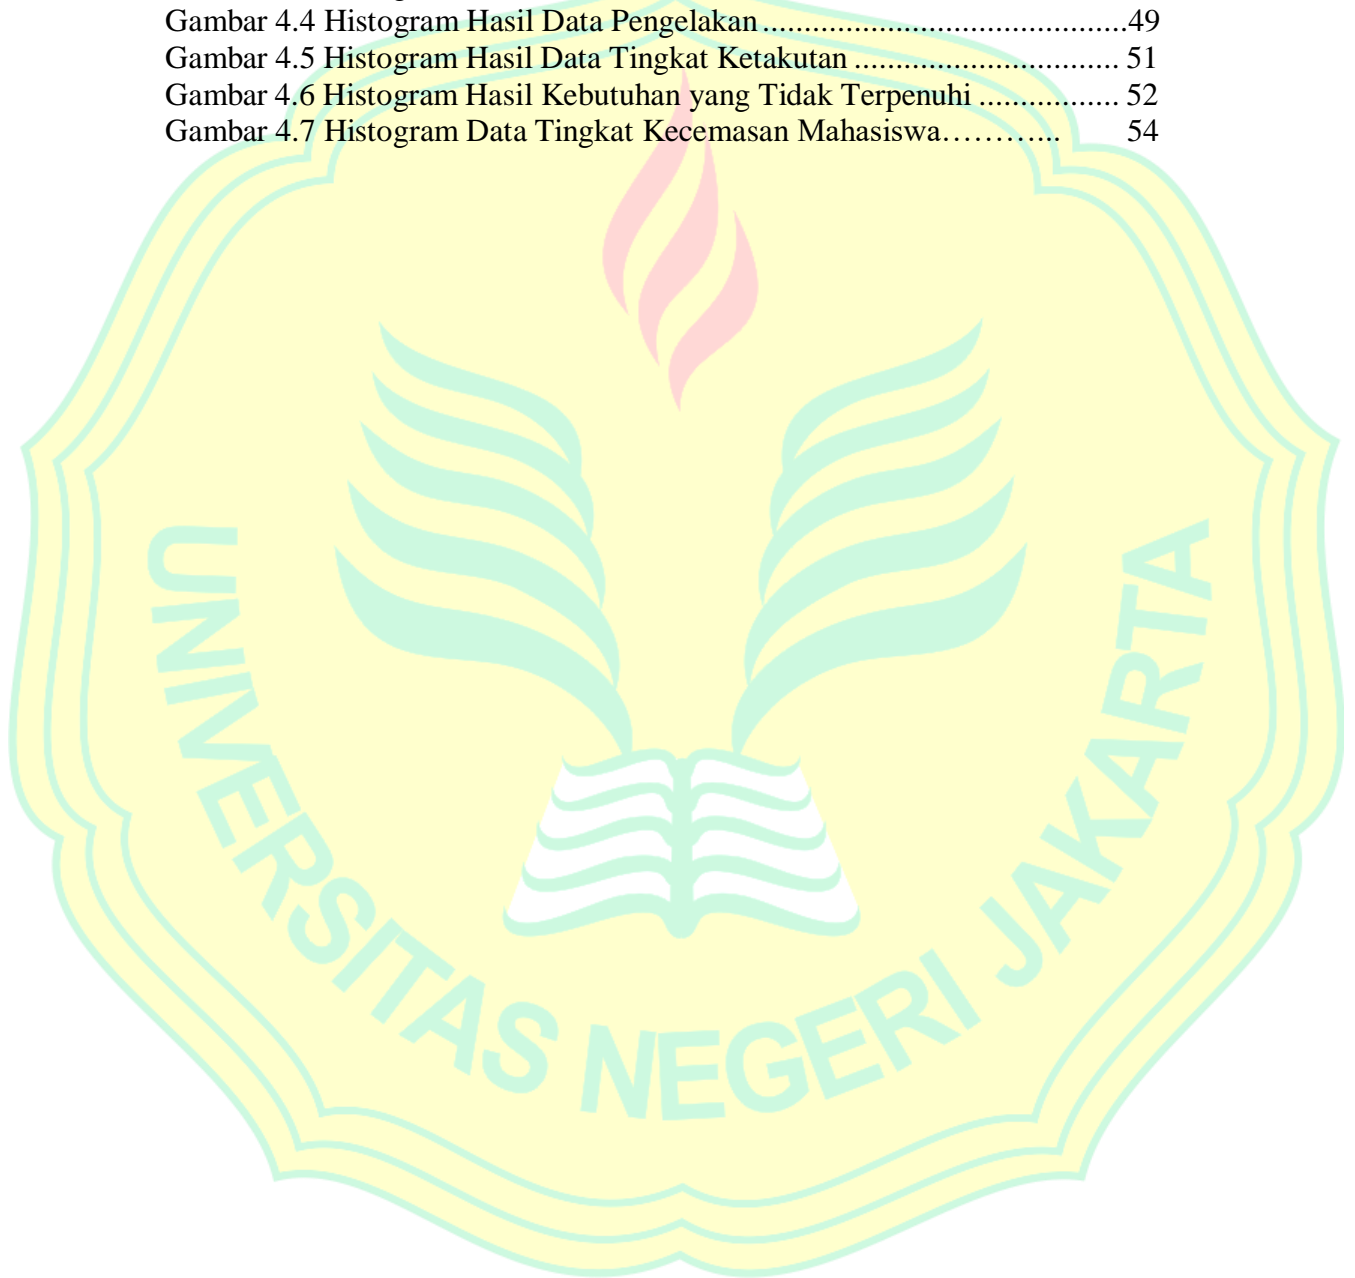 Gambar 4.4 Histogram Hasil Data Pengelakan............................................49
Gambar 4.5 Histogram Hasil Data Tingkat Ketakutan ................................ 51
Gambar 4.6 Histogram Hasil Kebutuhan yang Tidak Terpenuhi ................. 52
Gambar 4.7 Histogram Data Tingkat Kecemasan Mahasiswa……….. 54
UNIVERSITAS NEGERI JAKARTA